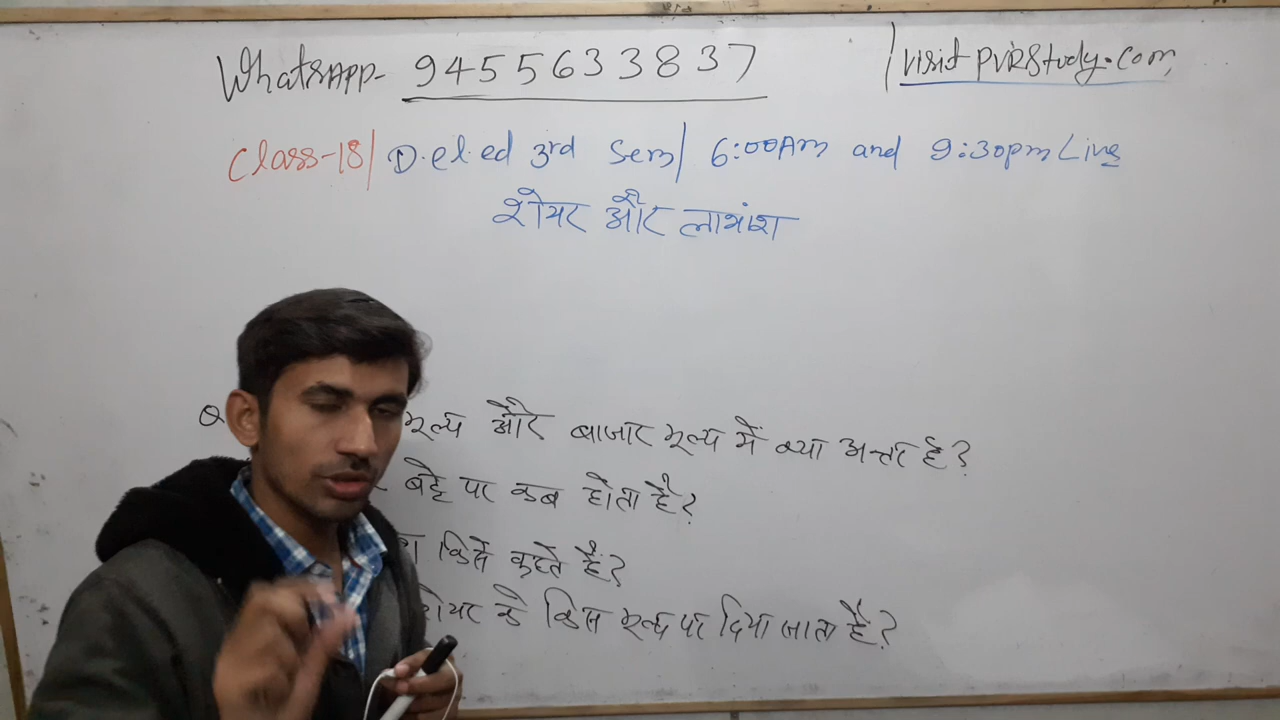 WhatsApp- 9455633837
| visit PVRStudy.com
Class-18 | D.el.ed 3rd Sem | 6:00Am and 9:30pm Live
शेयर और लाभांश
मूल्य और बाजार मूल्य में क्या अन्तर है?
बट्टे पर कब होता है?
किसे कहते हैं?
शेयर के किस मूल्य पर दिया जाता है?